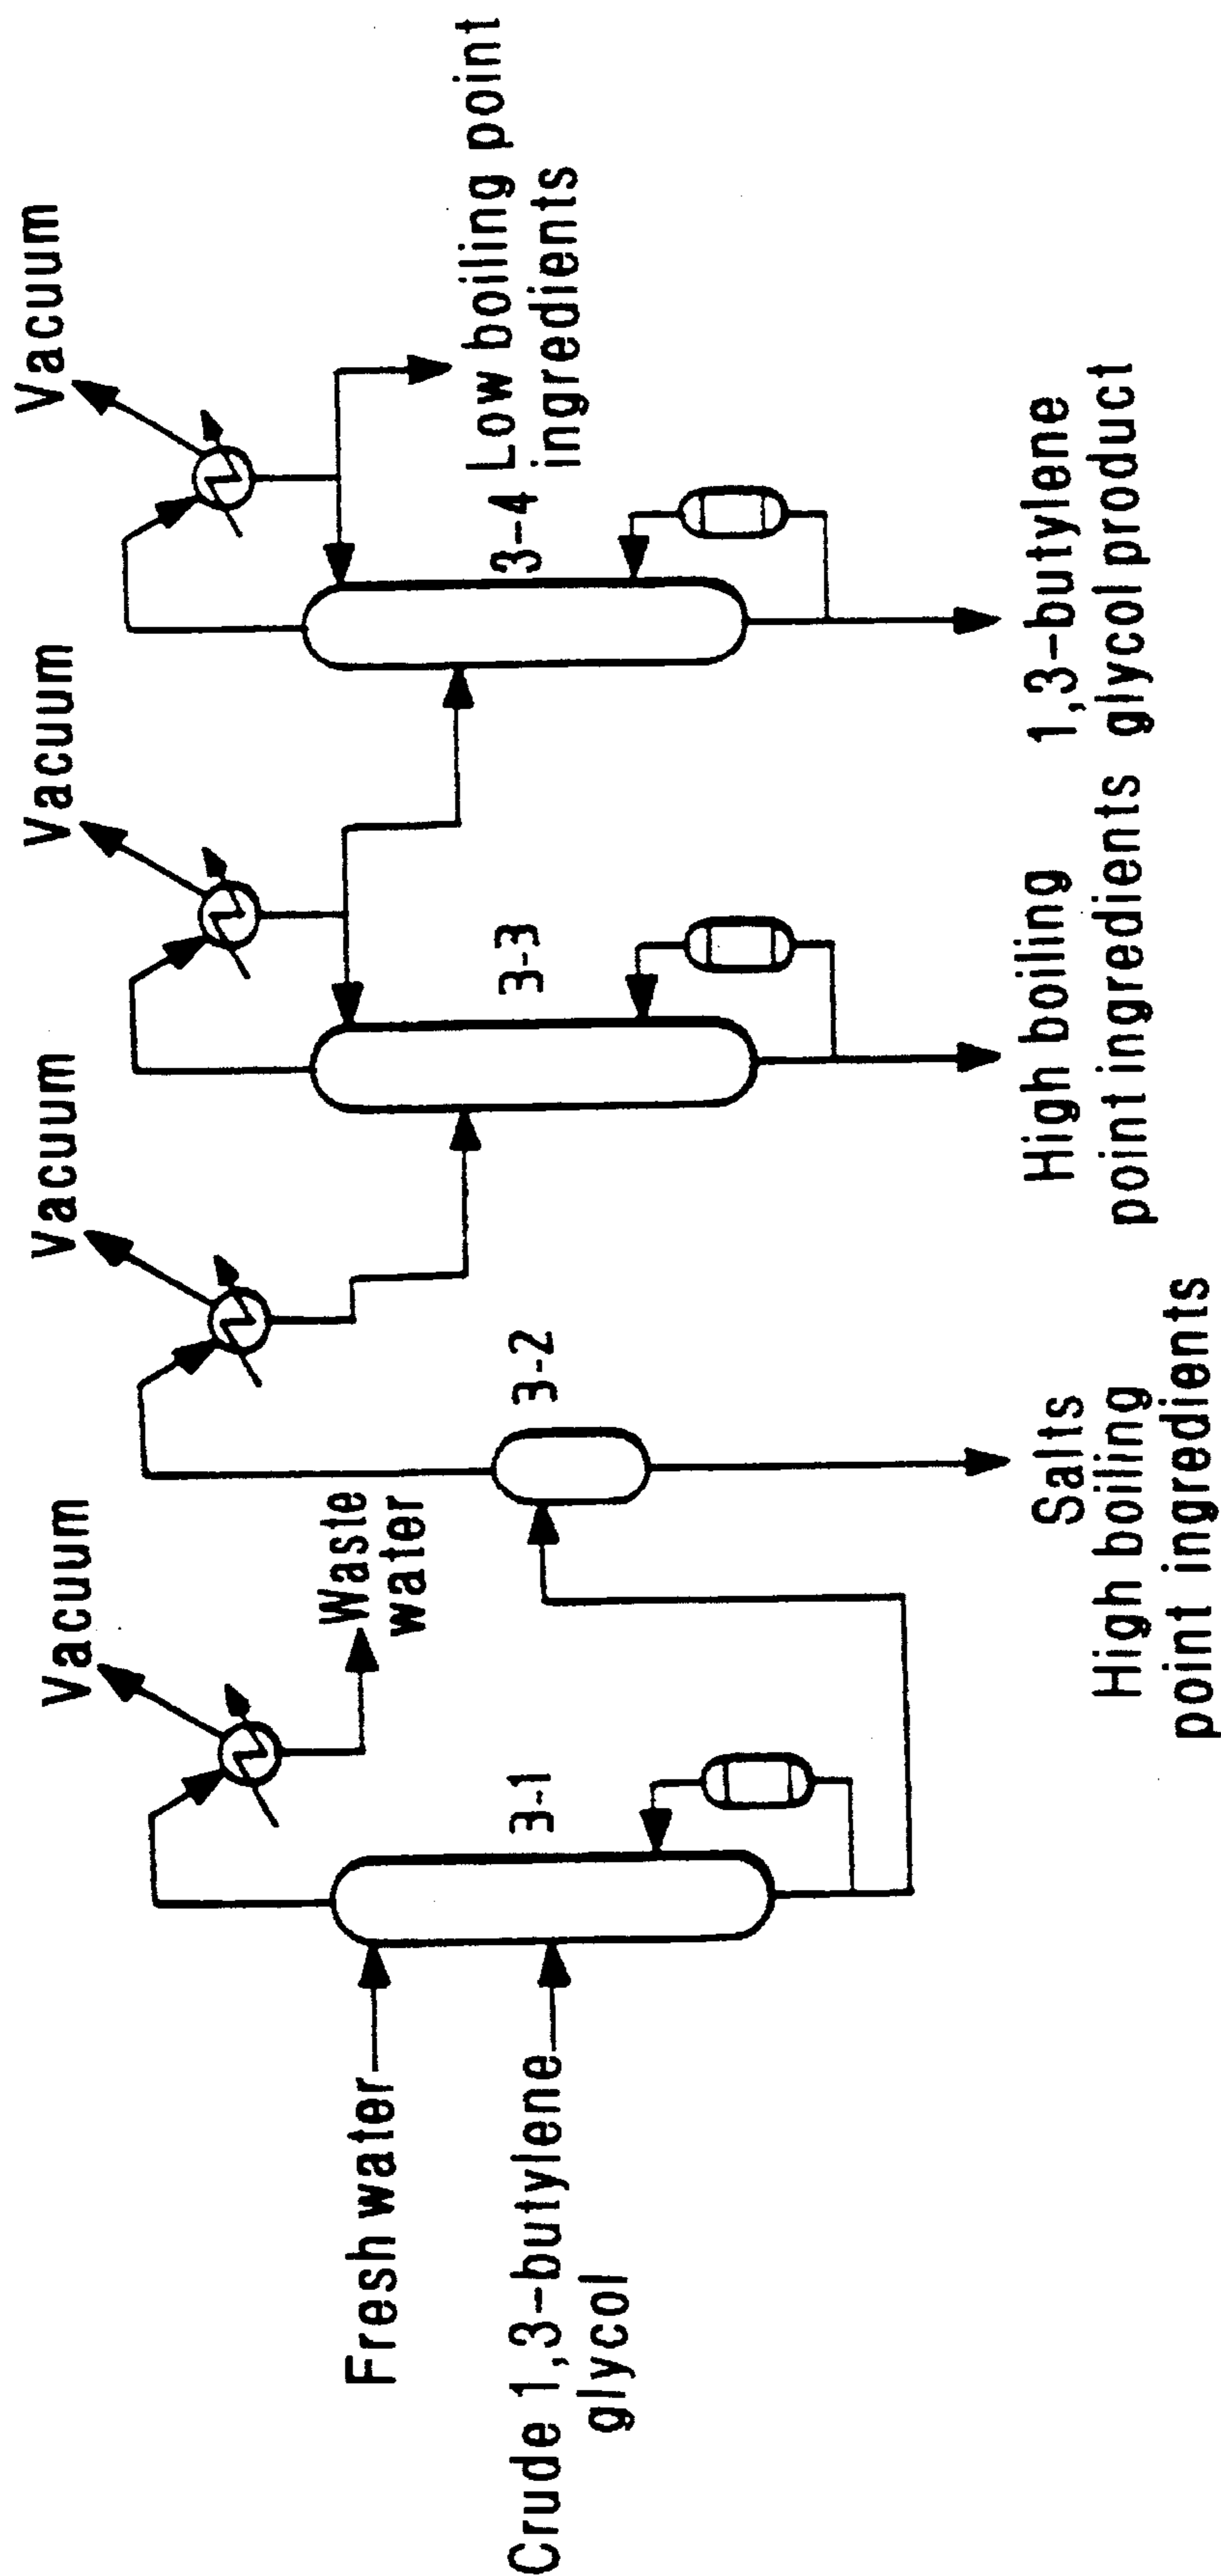 Vacuum
Vacuum
Vacuum
Vacuum
Fresh water
Waste
water
Crude 1,3-butylene
glycol
3-1
3-2
3-3
3-4
Low boiling point
ingredients
Salts
High boiling
point ingredients
High boiling
point ingredients
1,3-butylene
glycol product